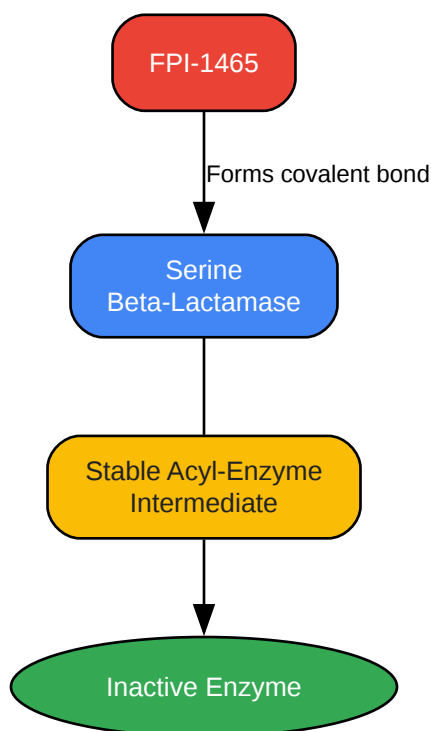 FPI-1465
Forms covalent bond
Serine
Beta-Lactamase
Stable Acyl-Enzyme
Intermediate
Inactive Enzyme